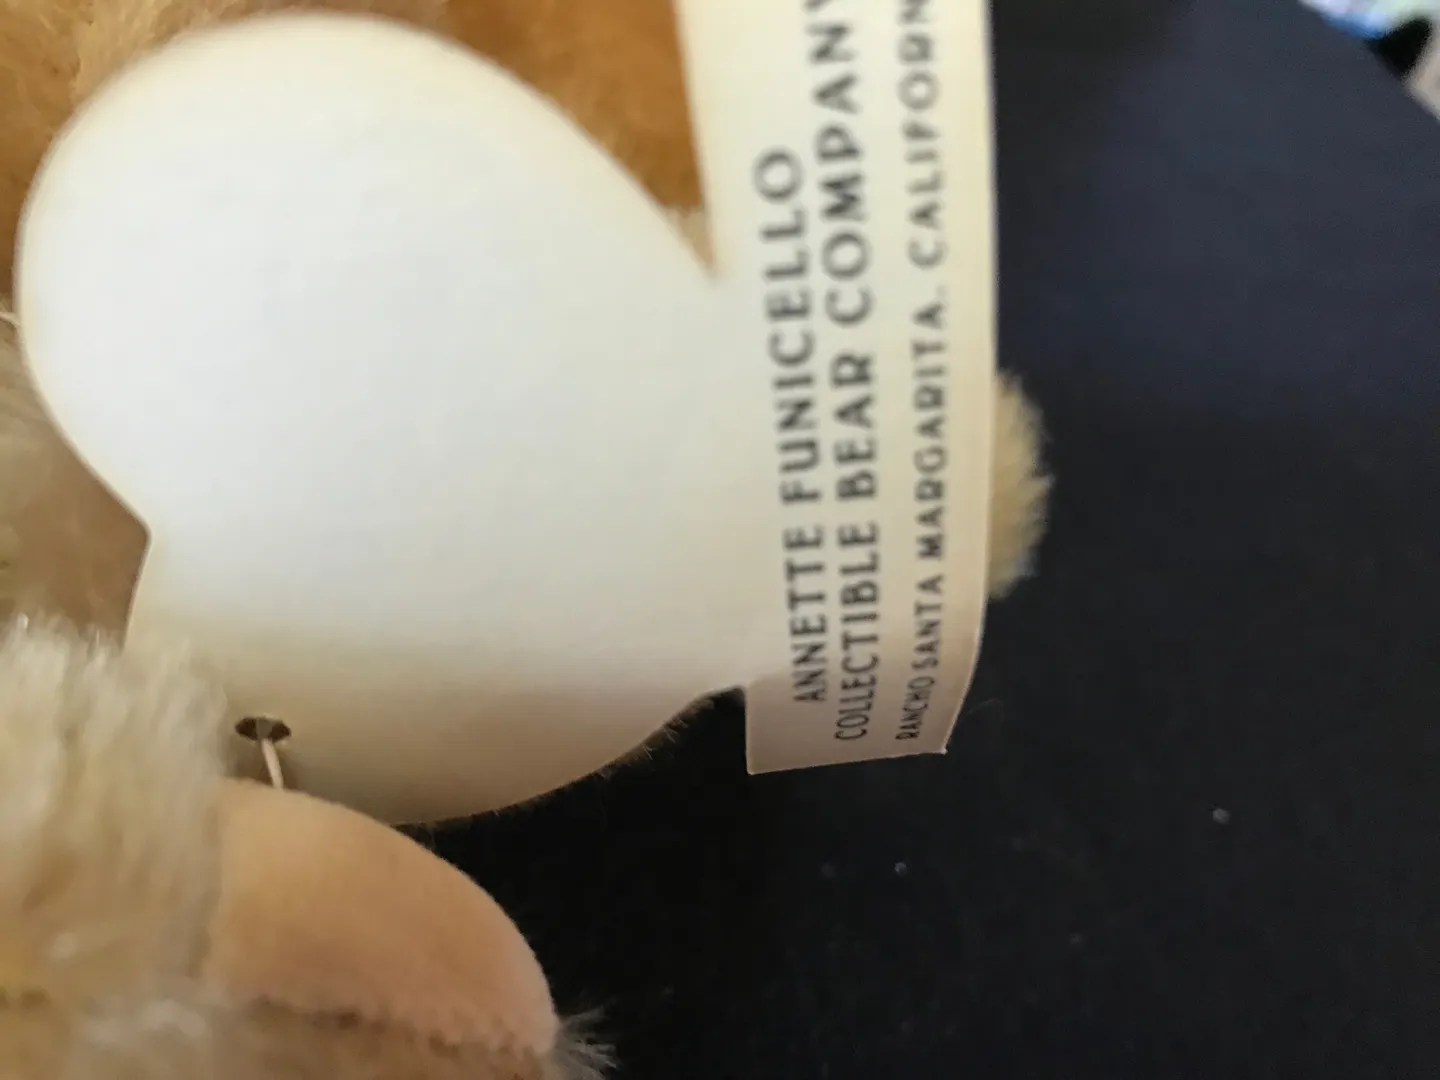 ANNETTE FUNICELLO
COLLECTIBLE BEAR COMPANY
RANCHO SANTA MARGARITA, CALIFORN